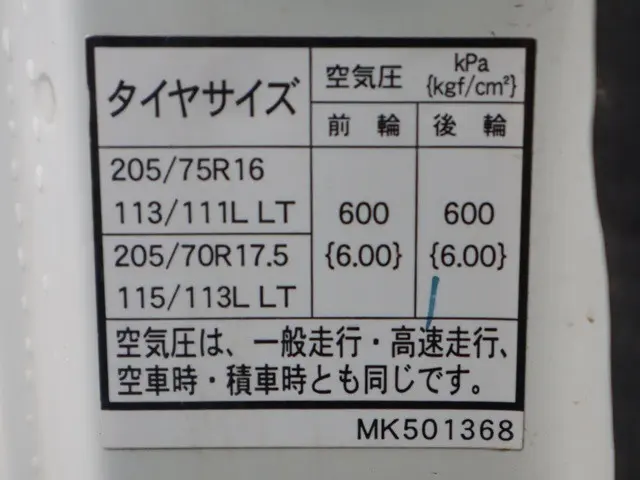 タイヤサイズ
空気圧 kPa {kgf/cm²}
前輪 後輪
205/75R16
113/111L LT 600 600
205/70R17.5 {6.00} {6.00}
115/113L LT
空気圧は、一般走行・高速走行、
空車時・積車時とも同じです。
MK501368